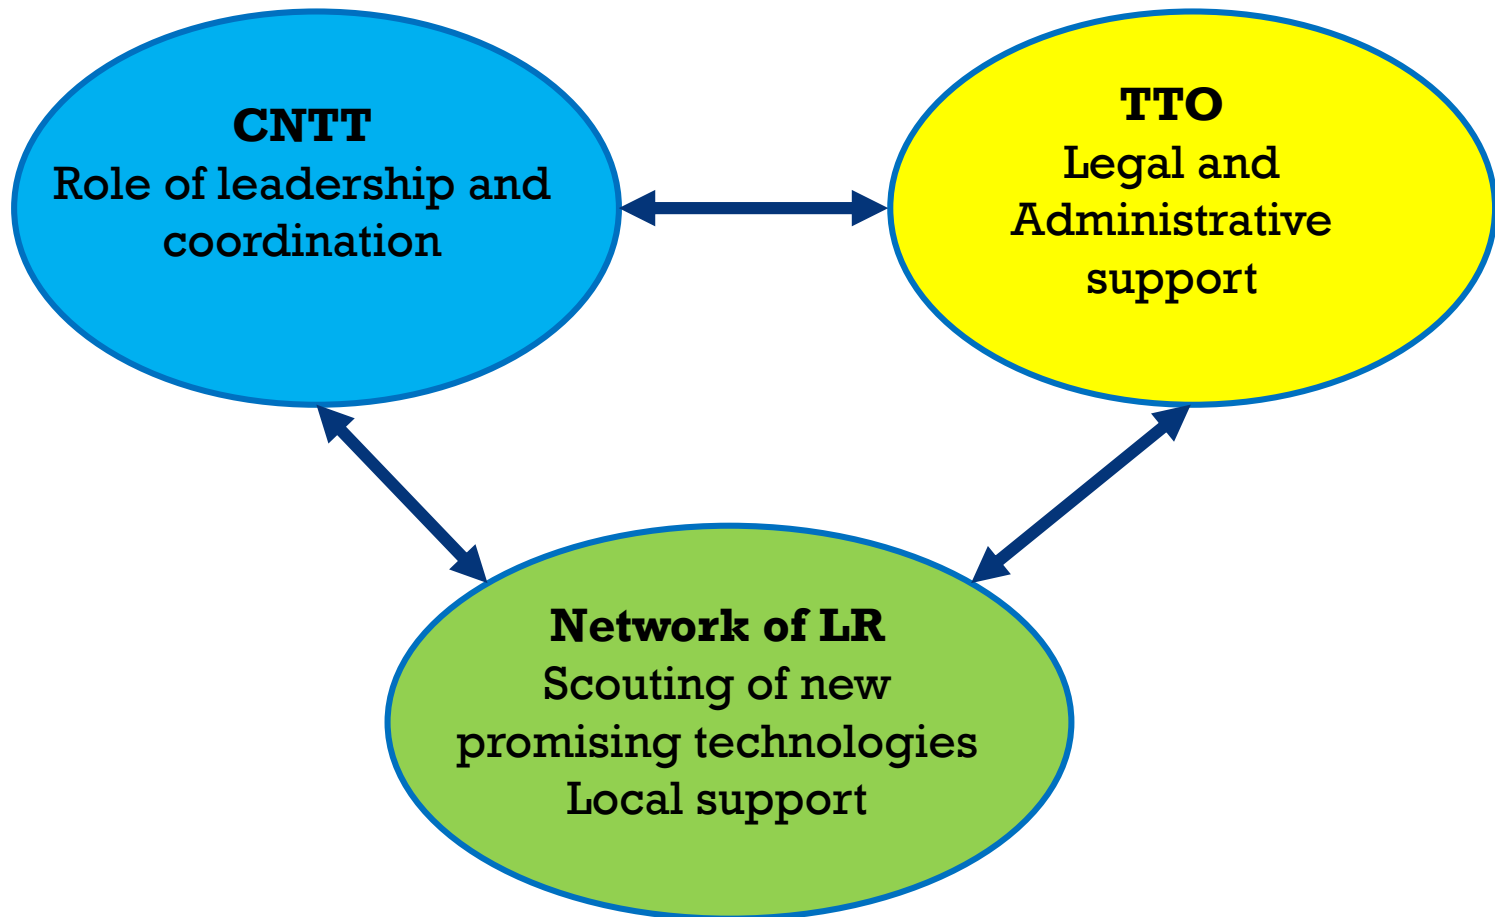 CNTT
Role of leadership and
coordination
TTO
Legal and
Administrative
support
Network of LR
Scouting of new
promising technologies
Local support